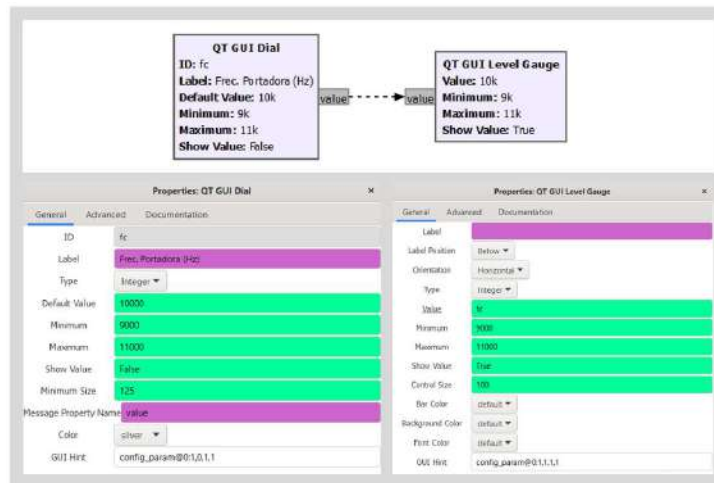 QT GUI Dial
ID: fc
Label: Frec. Portadora (Hz)
Default Value: 10k
Minimum: 9k
Maximum: 11k
Show Value: False
value
value
QT GUI Level Gauge
Value: 10k
Minimum: 9k
Maximum: 11k
Show Value: True
Properties: QT GUI Dial ×
General Advanced Documentation
ID fc
Label Frec. Portadora (Hz)
Type Integer
Default Value 10000
Minimum 9000
Maximum 11000
Show Value False
Minimum Size 125
Message Property Name value
Color silver
GUI Hint config_param@0:1,0,1,1
Properties: QT GUI Level Gauge ×
General Advanced Documentation
Label
Label Position Below
Orientation Horizontal
Type Integer
Value fc
Minimum 9000
Maximum 11000
Show Value True
Control Size 100
Bar Color default
Background Color default
Font Color default
GUI Hint config_param@0:1,1,1,1